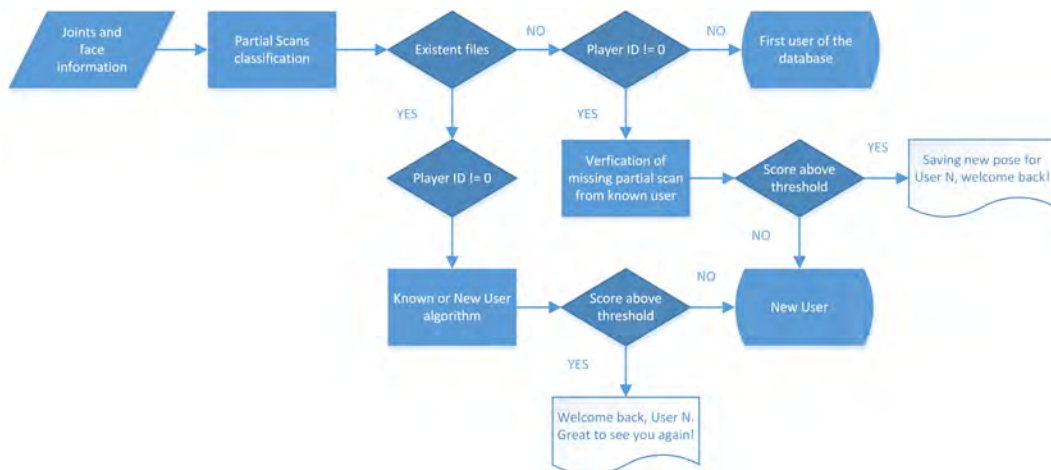 Joints and
face
information
Partial Scans
classification
Existent files
NO
Player ID != 0
NO
First user of the
database
YES
YES
Player ID != 0
Verfication of
missing partial scan
from known user
Score above
threshold
YES
Saving new pose for
User N, welcome back!
NO
Known or New User
algorithm
Score above
threshold
NO
New User
YES
Welcome back, User N.
Great to see you again!